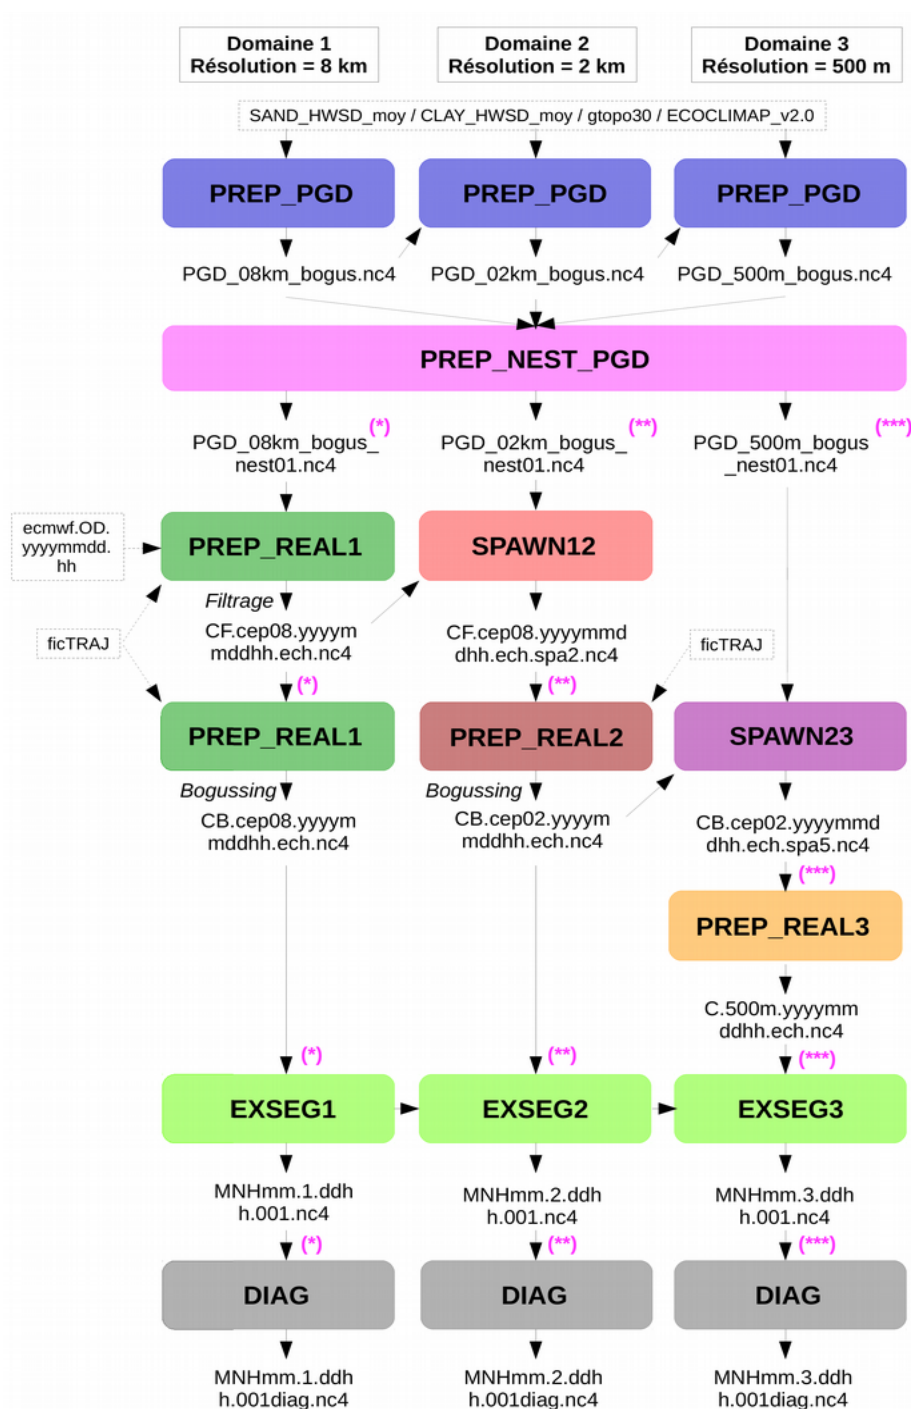 Domaine 1
Résolution = 8 km
Domaine 2
Résolution = 2 km
Domaine 3
Résolution = 500 m
SAND_HWSD_moy / CLAY_HWSD_moy / gtopo30 / ECOCLIMAP_v2.0
PREP_PGD
PREP_PGD
PREP_PGD
PGD_08km_bogus.nc4
PGD_02km_bogus.nc4
PGD_500m_bogus.nc4
PREP_NEST_PGD
(*)
PGD_08km_bogus_
nest01.nc4
(**)
PGD_02km_bogus_
nest01.nc4
(***)
PGD_500m_bogus
_nest01.nc4
ecmwf.OD.
yyyymmdd.
hh
PREP_REAL1
SPAWN12
Filtrage
ficTRAJ
CF.cep08.yyyym
mddhh.ech.nc4
CF.cep08.yyyymmd
dhh.ech.spa2.nc4
ficTRAJ
(*)
(**)
PREP_REAL1
PREP_REAL2
SPAWN23
Bogussing
Bogussing
CB.cep08.yyyym
mddhh.ech.nc4
CB.cep02.yyyym
mddhh.ech.nc4
CB.cep02.yyyymmd
dhh.ech.spa5.nc4
(***)
PREP_REAL3
C.500m.yyyymm
ddhh.ech.nc4
(*)
(**)
(***)
EXSEG1
EXSEG2
EXSEG3
MNHmm.1.ddh
h.001.nc4
MNHmm.2.ddh
h.001.nc4
MNHmm.3.ddh
h.001.nc4
(*)
(**)
(***)
DIAG
DIAG
DIAG
MNHmm.1.ddh
h.001diag.nc4
MNHmm.2.ddh
h.001diag.nc4
MNHmm.3.ddh
h.001diag.nc4